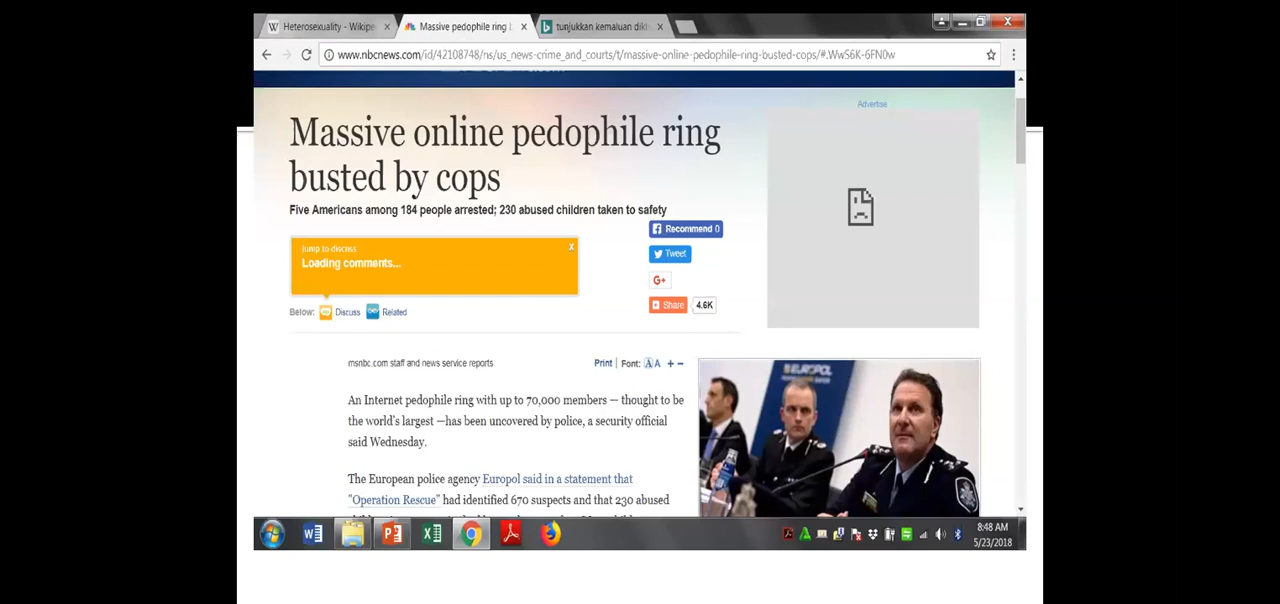 Heterosexuality - Wikipe
Massive pedophile ring b
tunjukkan kemaluan dikh
www.nbcnews.com/id/42108748/ns/us_news-crime_and_courts/t/massive-online-pedophile-ring-busted-cops/#.WwS6K-6FN0w
Advertise
Massive online pedophile ring
busted by cops
Five Americans among 184 people arrested; 230 abused children taken to safety
Recommend 0
Jump to discuss
Loading comments...
Tweet
G+
Share 4.6K
Below: Discuss Related
msnbc.com staff and news service reports
Print | Font: A A + −
EUROPOL
An Internet pedophile ring with up to 70,000 members — thought to be
the world's largest —has been uncovered by police, a security official
said Wednesday.
The European police agency Europol said in a statement that
"Operation Rescue" had identified 670 suspects and that 230 abused
8:48 AM
5/23/2018